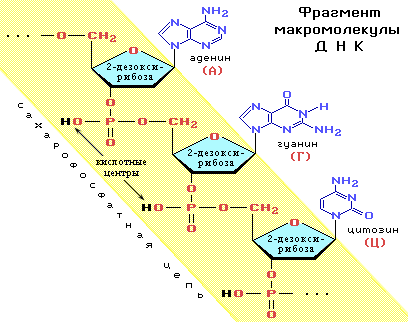 Фрагмент
макромолекулы
ДНК
··· —O—CH₂
O
2-дезокси-
рибоза
NH₂
N
N
N
N
аденин
(А)
O
HO—P—O—CH₂
O
O
2-дезокси-
рибоза
O
N
N
N
N—H
NH₂
гуанин
(Г)
кислотные
центры
O
HO—P—O—CH₂
O
O
2-дезокси-
рибоза
NH₂
N
N
O
цитозин
(Ц)
O
HO—P— ···
O
сахарофосфатная цепь